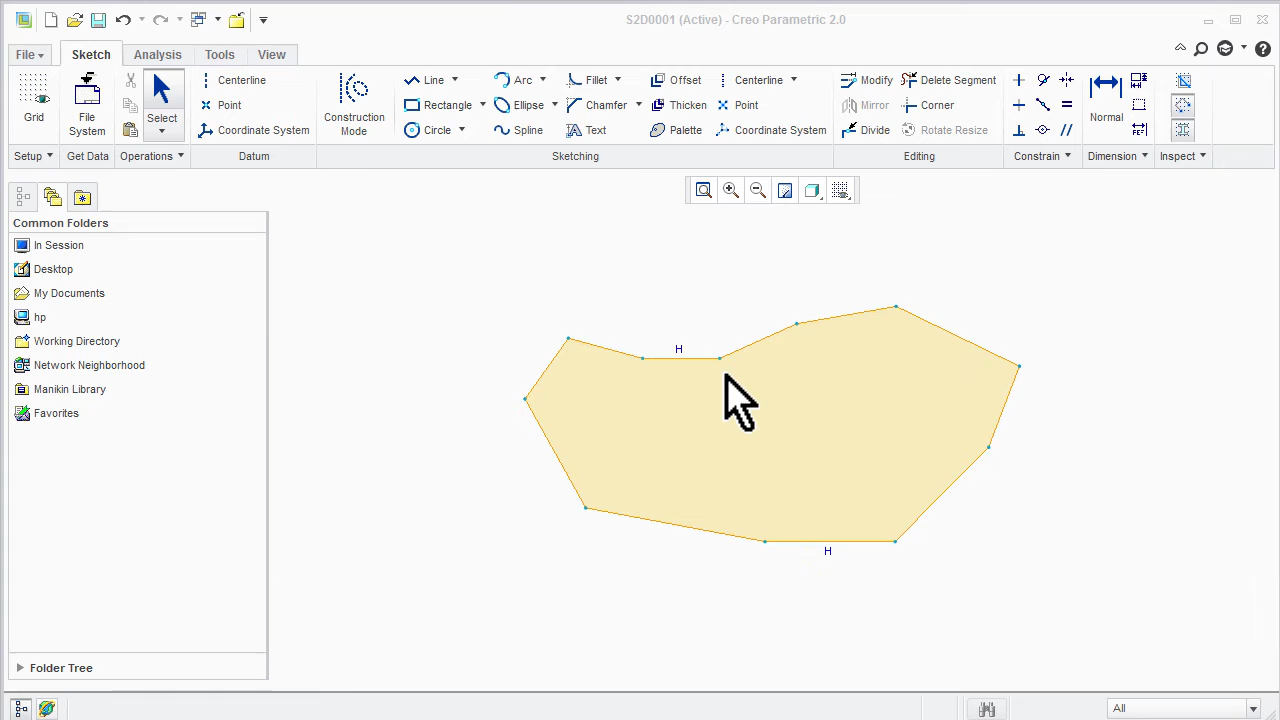 S2D0001 (Active) - Creo Parametric 2.0
File Sketch Analysis Tools View
Grid
File System
Select
Centerline
Point
Coordinate System
Construction Mode
Line Arc Fillet Offset Centerline
Rectangle Ellipse Chamfer Thicken Point
Circle Spline Text Palette Coordinate System
Modify Delete Segment
Mirror Corner
Divide Rotate Resize
Normal
Setup Get Data Operations Datum Sketching Editing Constrain Dimension Inspect
Common Folders
In Session
Desktop
My Documents
hp
Working Directory
Network Neighborhood
Manikin Library
Favorites
H
H
Folder Tree
All